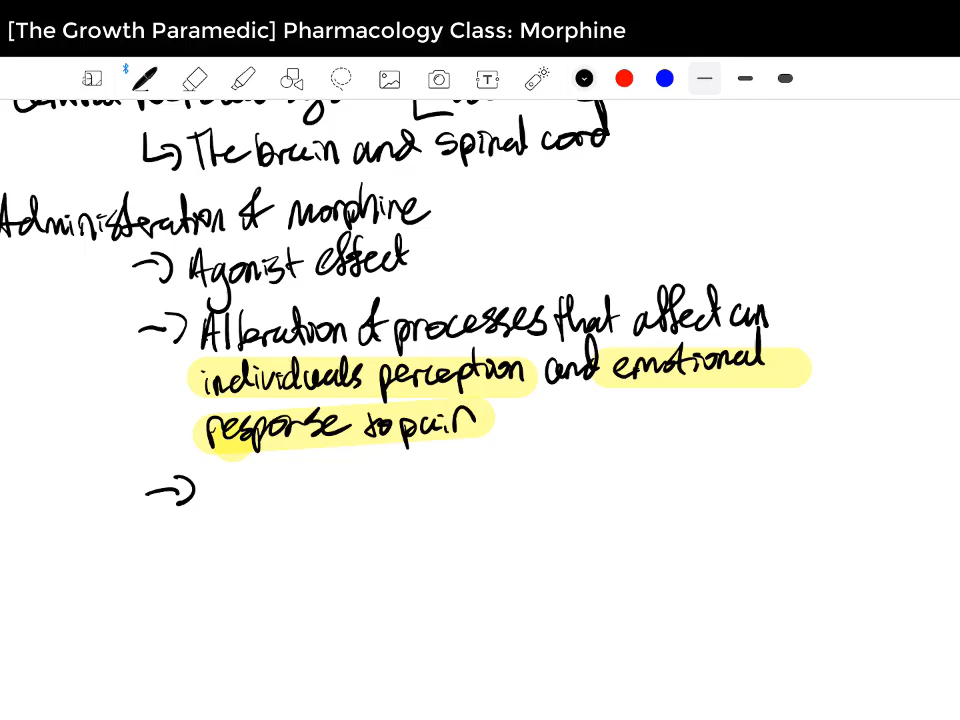 [The Growth Paramedic] Pharmacology Class: Morphine
↳ The brain and spinal cord
Administeration of morphine
→ Agonist effect
→ Alteration of processes that affect an
individuals perception and emotional
response to pain
→